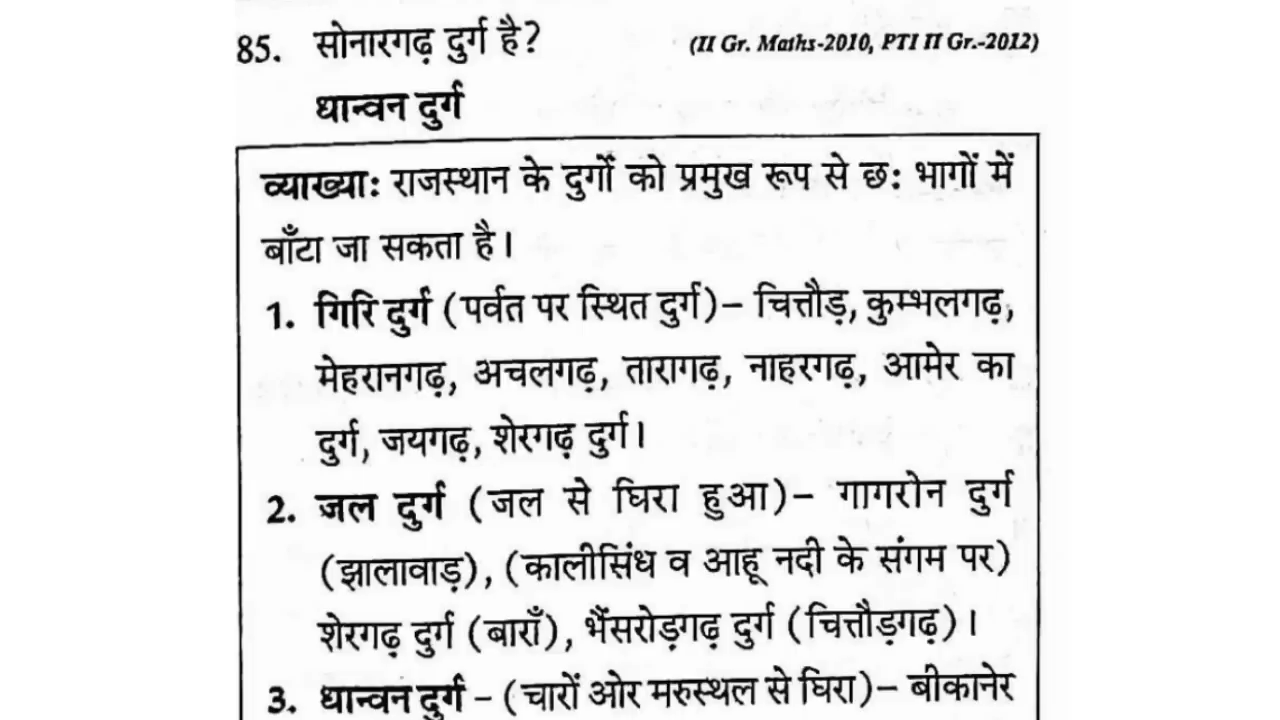 85. सोनारगढ़ दुर्ग है? (II Gr. Maths-2010, PTI II Gr.-2012)
धान्वन दुर्ग
व्याख्या: राजस्थान के दुर्गों को प्रमुख रूप से छ: भागों में
बाँटा जा सकता है।
1. गिरि दुर्ग (पर्वत पर स्थित दुर्ग)– चित्तौड़, कुम्भलगढ़,
मेहरानगढ़, अचलगढ़, तारागढ़, नाहरगढ़, आमेर का
दुर्ग, जयगढ़, शेरगढ़ दुर्ग।
2. जल दुर्ग (जल से घिरा हुआ)– गागरोन दुर्ग
(झालावाड़), (कालीसिंध व आहू नदी के संगम पर)
शेरगढ़ दुर्ग (बाराँ), भैंसरोड़गढ़ दुर्ग (चित्तौड़गढ़)।
3. धान्वन दुर्ग – (चारों ओर मरुस्थल से घिरा)– बीकानेर